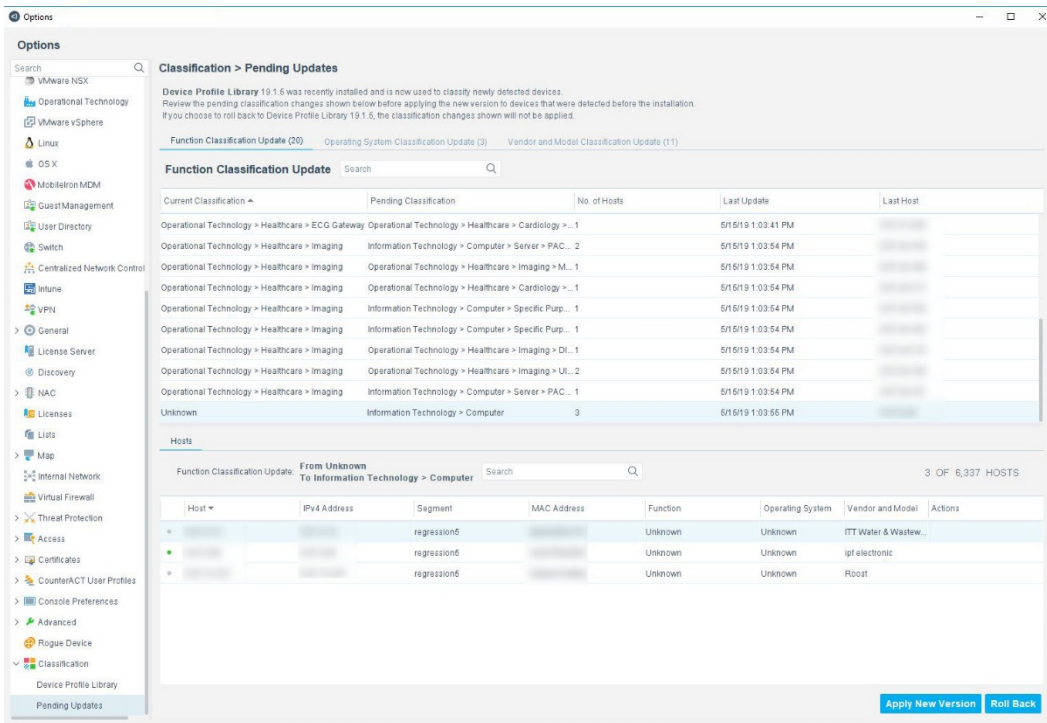 Options
Options
Search
VMware NSX
Operational Technology
VMware vSphere
Linux
OS X
MobileIron MDM
Guest Management
User Directory
Switch
Centralized Network Control
Intune
VPN
General
License Server
Discovery
NAC
Licenses
Lists
Map
Internal Network
Virtual Firewall
Threat Protection
Access
Certificates
CounterACT User Profiles
Console Preferences
Advanced
Rogue Device
Classification
Device Profile Library
Pending Updates
Classification > Pending Updates
Device Profile Library 19.1.5 was recently installed and is now used to classify newly detected devices.
Review the pending classification changes shown below before applying the new version to devices that were detected before the installation.
If you choose to roll back to Device Profile Library 19.1.5, the classification changes shown will not be applied.
Function Classification Update (20) Operating System Classification Update (3) Vendor and Model Classification Update (11)
Function Classification Update Search
Current Classification Pending Classification No. of Hosts Last Update Last Host
Operational Technology > Healthcare > ECG Gateway Operational Technology > Healthcare > Cardiology >... 1 5/15/19 1:03:41 PM
Operational Technology > Healthcare > Imaging Information Technology > Computer > Server > PAC... 2 5/15/19 1:03:54 PM
Operational Technology > Healthcare > Imaging Operational Technology > Healthcare > Imaging > M... 1 5/15/19 1:03:54 PM
Operational Technology > Healthcare > Imaging Operational Technology > Healthcare > Cardiology >... 1 5/15/19 1:03:54 PM
Operational Technology > Healthcare > Imaging Information Technology > Computer > Specific Purp... 1 5/15/19 1:03:54 PM
Operational Technology > Healthcare > Imaging Information Technology > Computer > Specific Purp... 1 5/15/19 1:03:54 PM
Operational Technology > Healthcare > Imaging Operational Technology > Healthcare > Imaging > DI... 1 5/15/19 1:03:54 PM
Operational Technology > Healthcare > Imaging Operational Technology > Healthcare > Imaging > Ul... 2 5/15/19 1:03:54 PM
Operational Technology > Healthcare > Imaging Information Technology > Computer > Server > PAC... 1 5/15/19 1:03:54 PM
Unknown Information Technology > Computer 3 5/15/19 1:03:55 PM
Hosts
Function Classification Update: From Unknown
To Information Technology > Computer Search 3 OF 6,337 HOSTS
Host IPv4 Address Segment MAC Address Function Operating System Vendor and Model Actions
regression5 Unknown Unknown ITT Water & Wastew...
regression5 Unknown Unknown ipf electronic
regression5 Unknown Unknown Roost
Apply New Version Roll Back